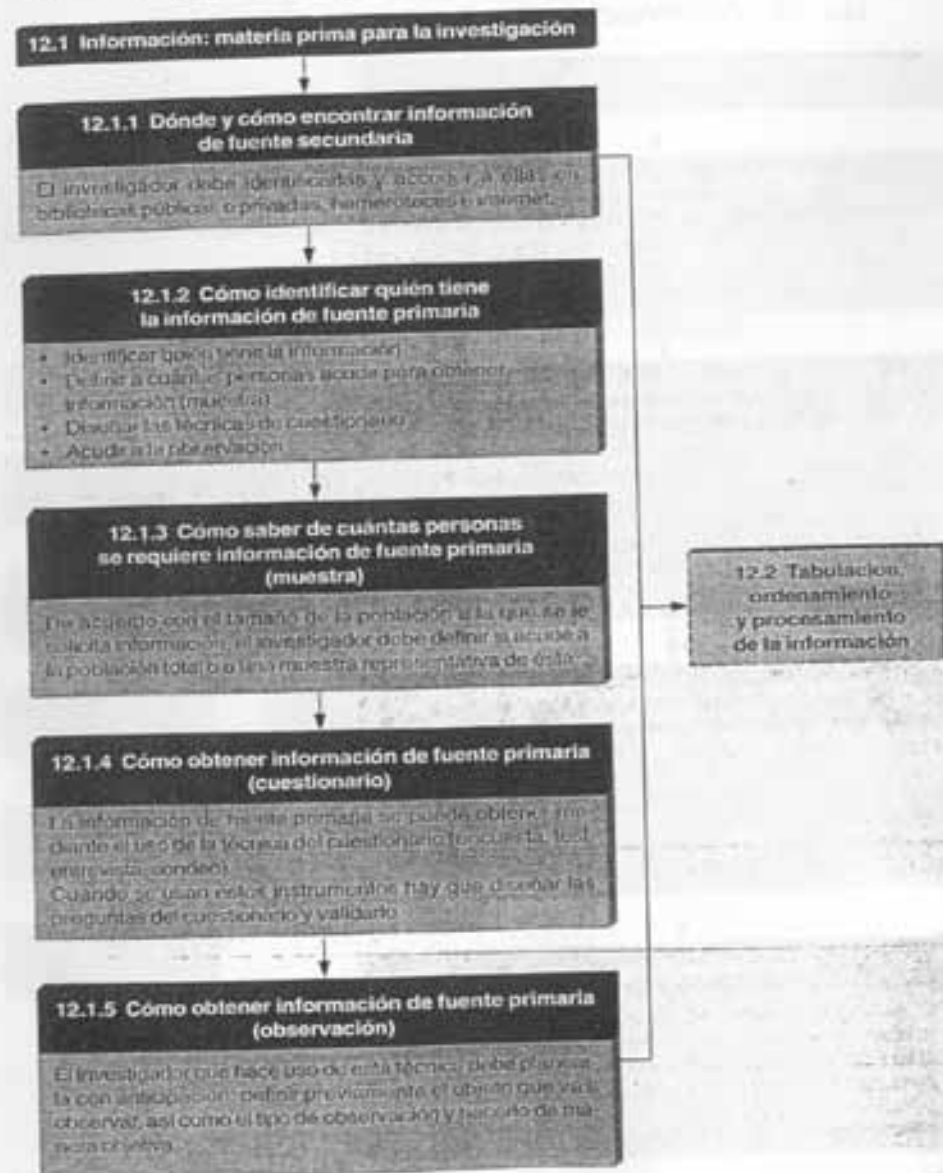 12.1 Información: materia prima para la investigación
12.1.1 Dónde y cómo encontrar información
de fuente secundaria
El investigador debe identificarlas y acceder a ellas en
bibliotecas públicas o privadas, hemerotecas e internet.
12.1.2 Cómo identificar quién tiene
la información de fuente primaria
• Identificar quién tiene la información
• Definir a cuántas personas acudir para obtener
información (muestra)
• Diseñar las técnicas de cuestionario
• Acudir a la observación
12.1.3 Cómo saber de cuántas personas
se requiere información de fuente primaria
(muestra)
De acuerdo con el tamaño de la población a la que se le
solicita información, el investigador debe definir si acude a
la población total o a una muestra representativa de ésta.
12.1.4 Cómo obtener información de fuente primaria
(cuestionario)
La información de fuente primaria se puede obtener me-
diante el uso de la técnica del cuestionario (encuesta, test,
entrevista, sondeo).
Cuando se usan estos instrumentos hay que diseñar las
preguntas del cuestionario y validarlo
12.1.5 Cómo obtener información de fuente primaria
(observación)
El investigador que hace uso de esta técnica debe planear-
la con anticipación: definir previamente el objeto que va a
observar, así como el tipo de observación y hacerlo de ma-
nera objetiva.
12.2 Tabulación,
ordenamiento
y procesamiento
de la información